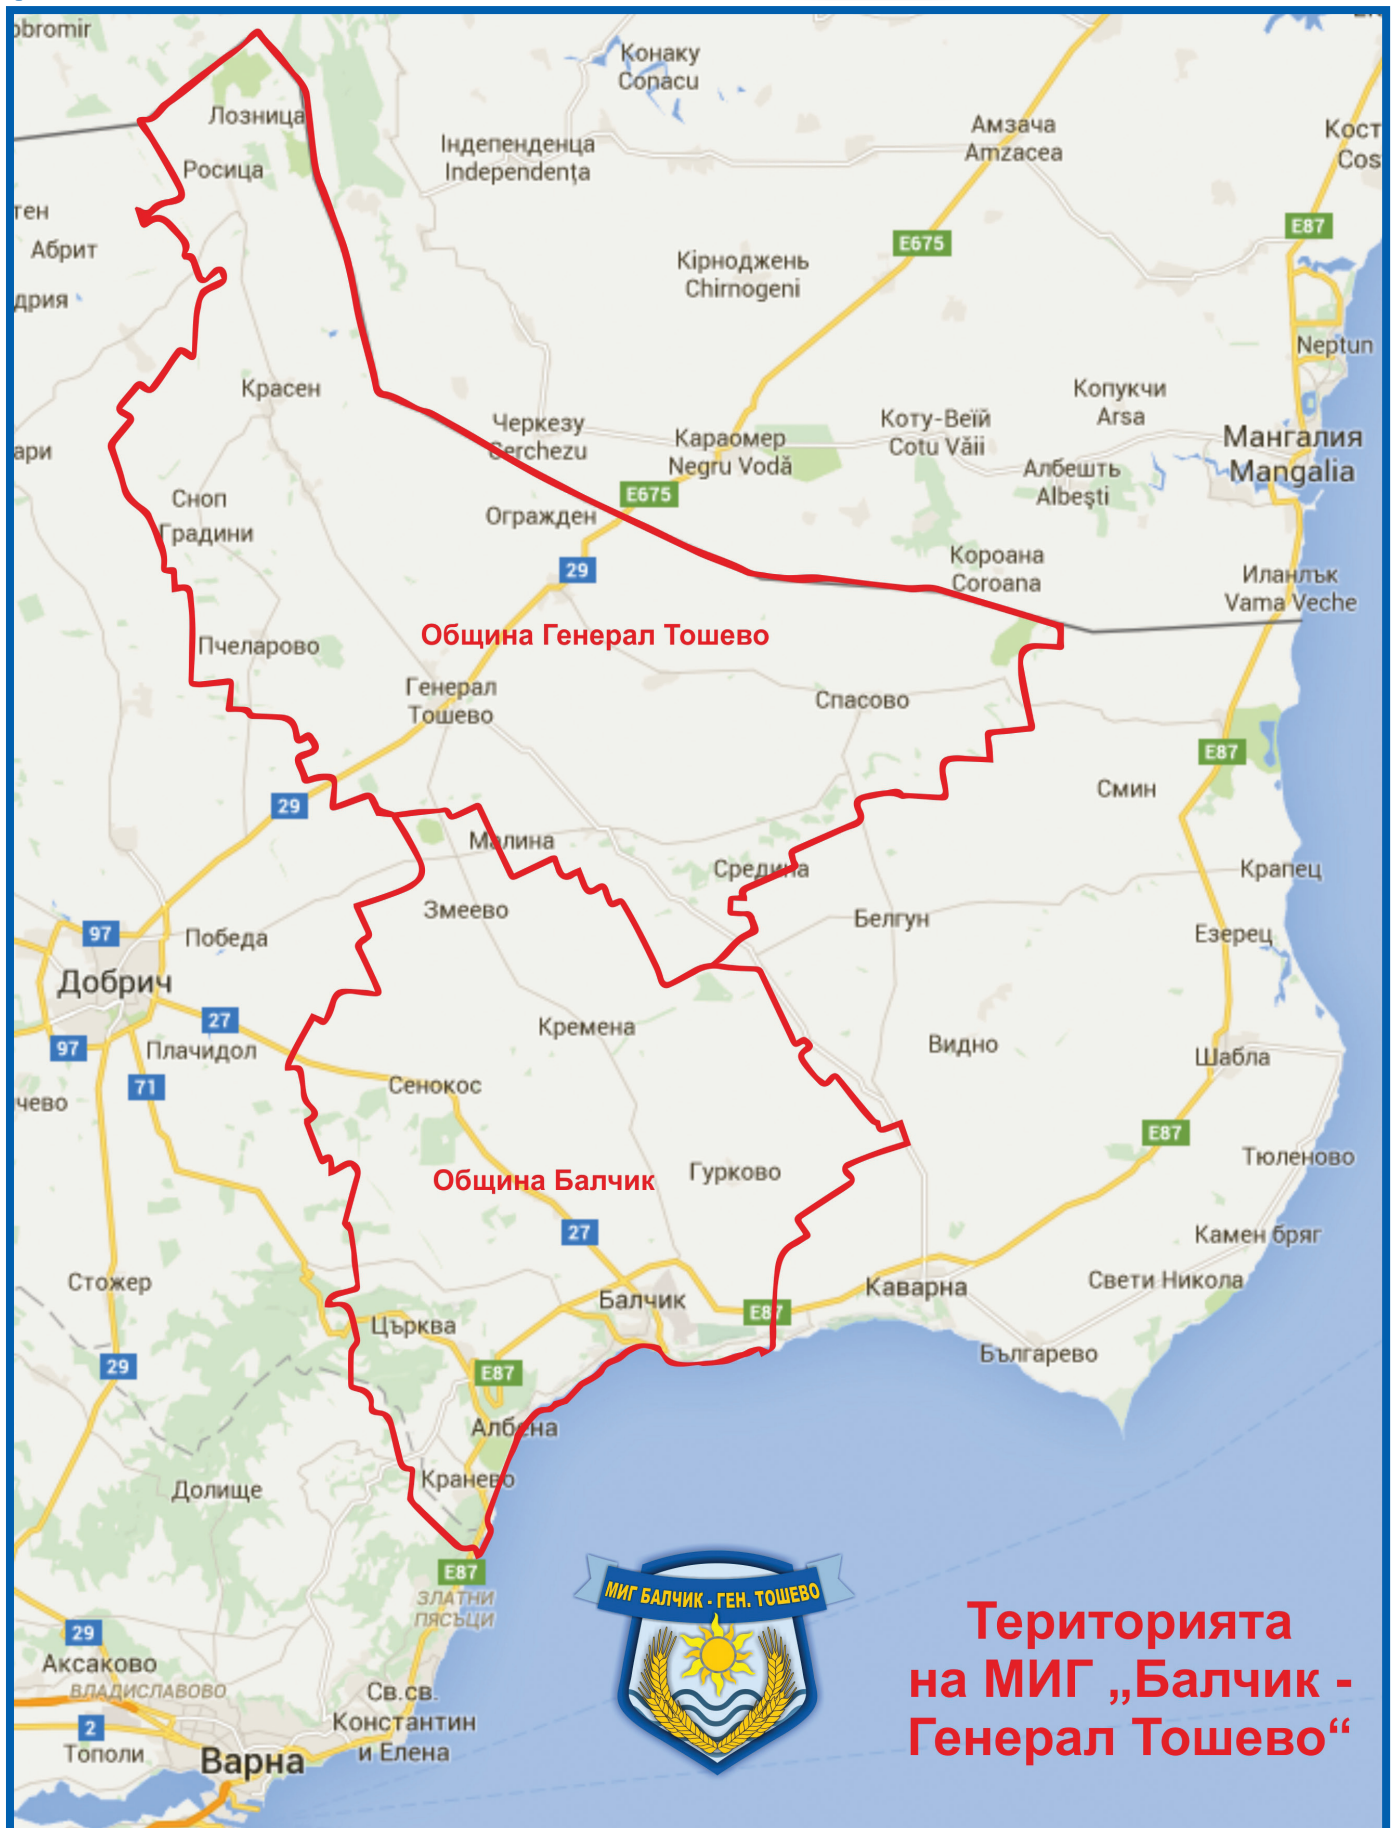 obromir
Конаку
Conacu
Лозница
Амзача
Amzacea
Кост
Cos
Індепенденца
Independența
Росица
тен
Абрит
E87
E675
Кірноджень
Chirnogeni
дрия
Neptun
Красен
Копукчи
Arsa
Черкезу
Cerchezu
Коту-Веїй
Cotu Văii
Караомер
Negru Vodă
Мангалия
Mangalia
ари
Албешть
Albești
Сноп
E675
Градини
Огражден
Короана
Coroana
29
Иланлък
Vama Veche
Община Генерал Тошево
Пчеларово
Генерал
Тошево
Спасово
E87
Смин
29
Малина
Средина
Крапец
Змеево
Белгун
97
Победа
Езерец
Добрич
27
Кремена
97
Плачидол
Видно
Шабла
71
Сенокос
чево
E87
Община Балчик
Гурково
Тюленово
27
Камен бряг
Стожер
Каварна
Свети Никола
Балчик
E87
Църква
Българево
29
E87
Албена
Кранево
Долище
E87
ЗЛАТНИ
ПЯСЪЦИ
МИГ БАЛЧИК - ГЕН. ТОШЕВО
Територията
на МИГ „Балчик -
Генерал Тошево“
29
Аксаково
ВЛАДИСЛАВОВО
Св.св.
Константин
и Елена
2
Тополи
Варна